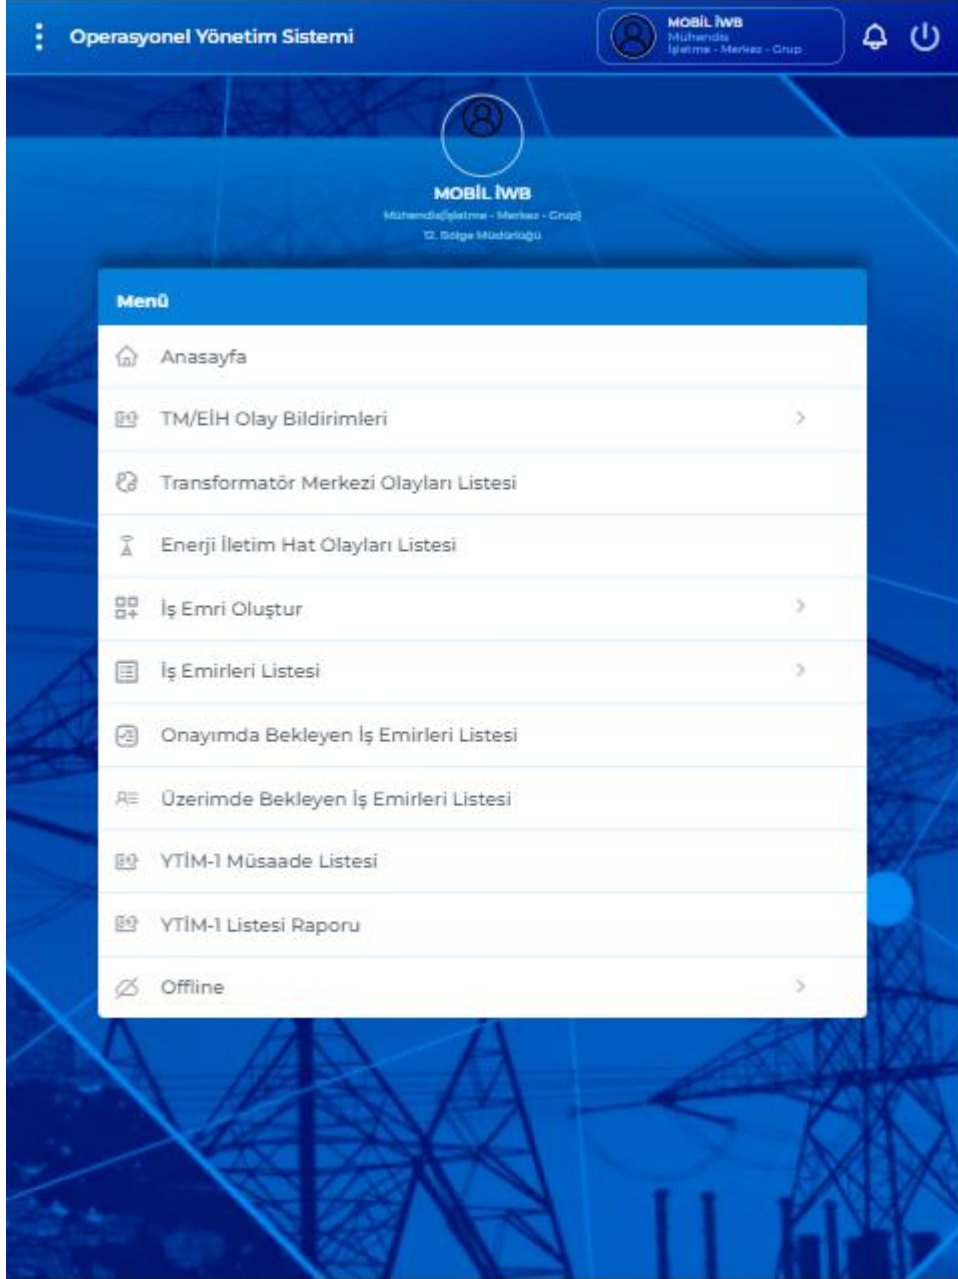 Operasyonel Yönetim Sistemi
MOBİL İWB
Mühendis
İşletme - Merkez - Grup
MOBİL İWB
Mühendis(İşletme - Merkez - Grup)
12. Bölge Müdürlüğü
Menü
Anasayfa
TM/EİH Olay Bildirimleri
Transformatör Merkezi Olayları Listesi
Enerji İletim Hat Olayları Listesi
İş Emri Oluştur
İş Emirleri Listesi
Onayımda Bekleyen İş Emirleri Listesi
Üzerimde Bekleyen İş Emirleri Listesi
YTİM-1 Müsaade Listesi
YTİM-1 Listesi Raporu
Offline